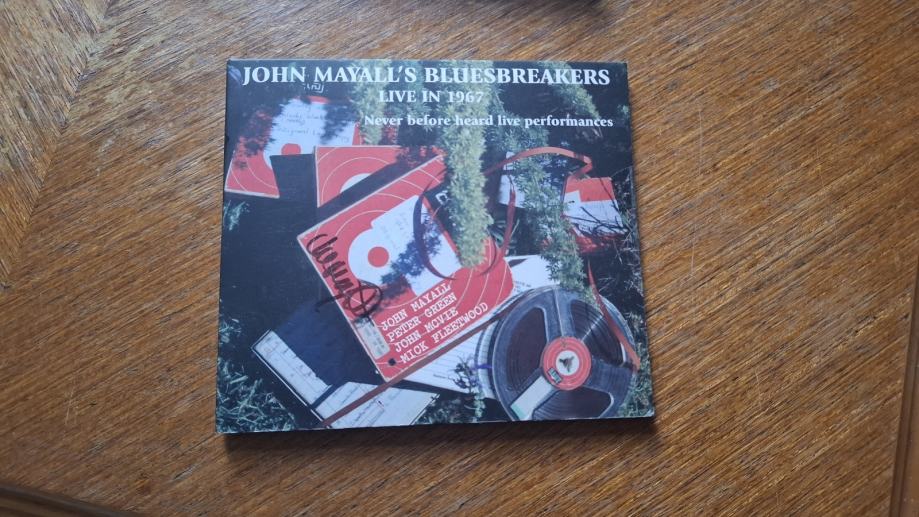 JOHN MAYALL'S BLUESBREAKERS
LIVE IN 1967
Never before heard live performances
JOHN MAYALL
PETER GREEN
JOHN MCVIE
MICK FLEETWOOD